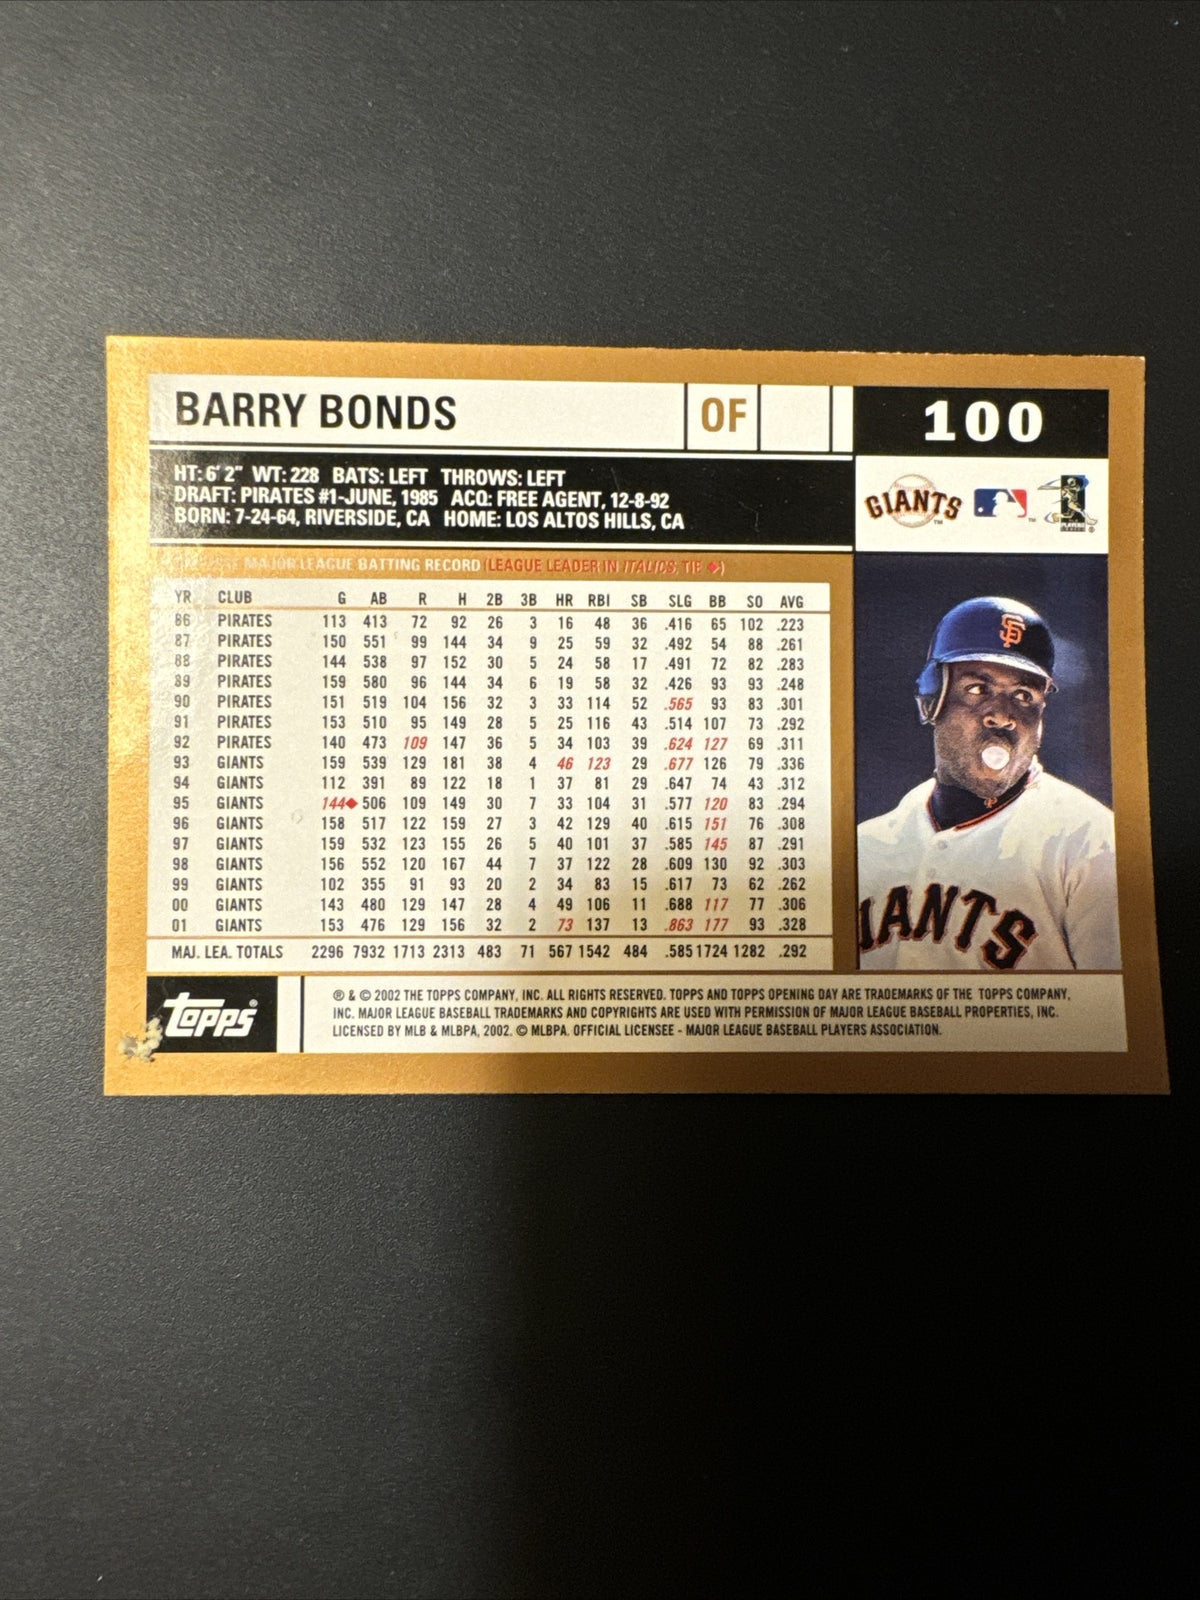 BARRY BONDS OF 100
HT: 6' 2" WT: 228 BATS: LEFT THROWS: LEFT
DRAFT: PIRATES #1-JUNE, 1985 ACQ: FREE AGENT, 12-8-92
BORN: 7-24-64, RIVERSIDE, CA HOME: LOS ALTOS HILLS, CA
GIANTS ™ ™ ®
MAJOR LEAGUE BATTING RECORD (LEAGUE LEADER IN ITALICS, TIE ◆)
YR CLUB G AB R H 2B 3B HR RBI SB SLG BB SO AVG
86 PIRATES 113 413 72 92 26 3 16 48 36 .416 65 102 .223
87 PIRATES 150 551 99 144 34 9 25 59 32 .492 54 88 .261
88 PIRATES 144 538 97 152 30 5 24 58 17 .491 72 82 .283
89 PIRATES 159 580 96 144 34 6 19 58 32 .426 93 93 .248
90 PIRATES 151 519 104 156 32 3 33 114 52 .565 93 83 .301
91 PIRATES 153 510 95 149 28 5 25 116 43 .514 107 73 .292
92 PIRATES 140 473 109 147 36 5 34 103 39 .624 127 69 .311
93 GIANTS 159 539 129 181 38 4 46 123 29 .677 126 79 .336
94 GIANTS 112 391 89 122 18 1 37 81 29 .647 74 43 .312
95 GIANTS 144◆ 506 109 149 30 7 33 104 31 .577 120 83 .294
96 GIANTS 158 517 122 159 27 3 42 129 40 .615 151 76 .308
97 GIANTS 159 532 123 155 26 5 40 101 37 .585 145 87 .291
98 GIANTS 156 552 120 167 44 7 37 122 28 .609 130 92 .303
99 GIANTS 102 355 91 93 20 2 34 83 15 .617 73 62 .262
00 GIANTS 143 480 129 147 28 4 49 106 11 .688 117 77 .306
01 GIANTS 153 476 129 156 32 2 73 137 13 .863 177 93 .328
MAJ. LEA. TOTALS 2296 7932 1713 2313 483 71 567 1542 484 .585 1724 1282 .292
SF
GIANTS
topps®
® & © 2002 THE TOPPS COMPANY, INC. ALL RIGHTS RESERVED. TOPPS AND TOPPS OPENING DAY ARE TRADEMARKS OF THE TOPPS COMPANY,
INC. MAJOR LEAGUE BASEBALL TRADEMARKS AND COPYRIGHTS ARE USED WITH PERMISSION OF MAJOR LEAGUE BASEBALL PROPERTIES, INC.
LICENSED BY MLB & MLBPA, 2002. © MLBPA. OFFICIAL LICENSEE - MAJOR LEAGUE BASEBALL PLAYERS ASSOCIATION.